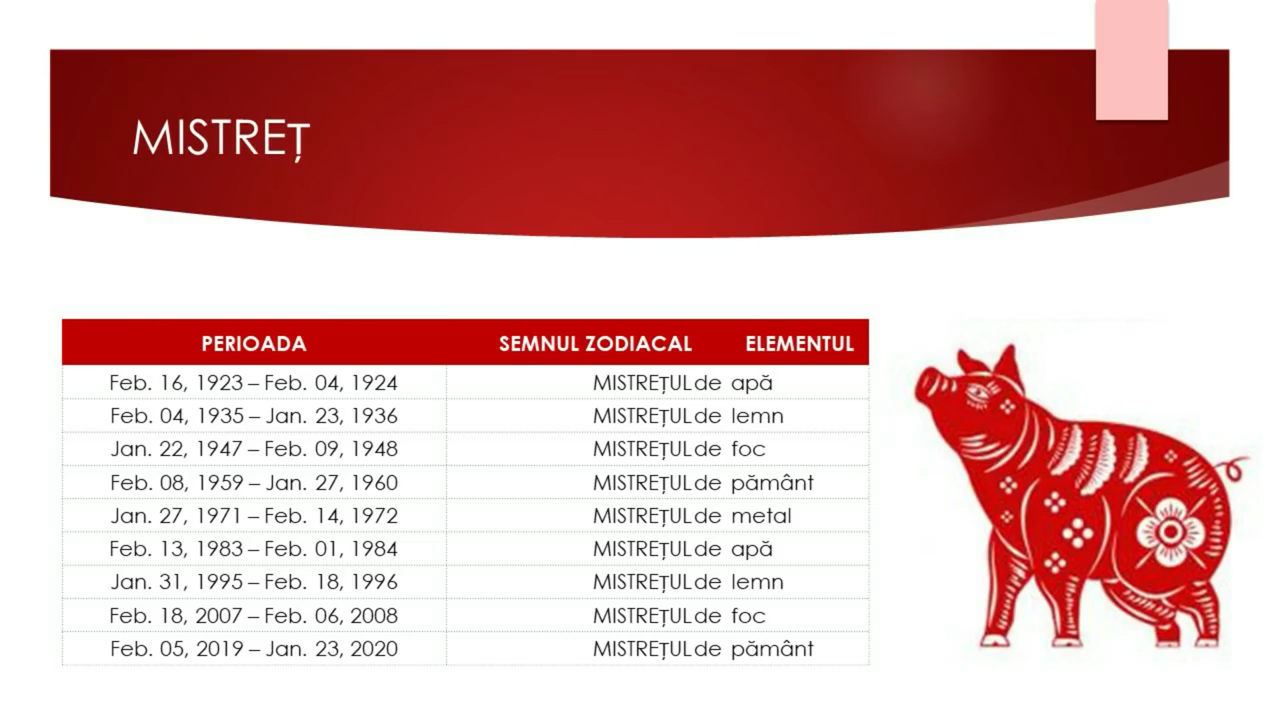 MISTREȚ
PERIOADA SEMNUL ZODIACAL ELEMENTUL
Feb. 16, 1923 – Feb. 04, 1924 MISTREȚUL de apă
Feb. 04, 1935 – Jan. 23, 1936 MISTREȚUL de lemn
Jan. 22, 1947 – Feb. 09, 1948 MISTREȚUL de foc
Feb. 08, 1959 – Jan. 27, 1960 MISTREȚUL de pământ
Jan. 27, 1971 – Feb. 14, 1972 MISTREȚUL de metal
Feb. 13, 1983 – Feb. 01, 1984 MISTREȚUL de apă
Jan. 31, 1995 – Feb. 18, 1996 MISTREȚUL de lemn
Feb. 18, 2007 – Feb. 06, 2008 MISTREȚUL de foc
Feb. 05, 2019 – Jan. 23, 2020 MISTREȚUL de pământ